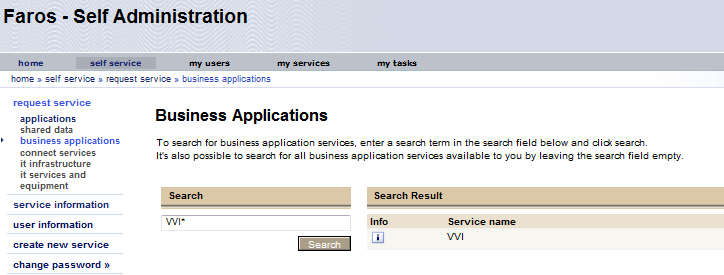 Faros - Self Administration
home self service my users my services my tasks
home » self service » request service » business applications
request service
applications
shared data
business applications
connect services
it infrastructure
it services and
equipment
service information
user information
create new service
change password »
Business Applications
To search for business application services, enter a search term in the search field below and click search.
It's also possible to search for all business application services available to you by leaving the search field empty.
Search
VVI*
Search
Search Result
Info Service name
i VVI